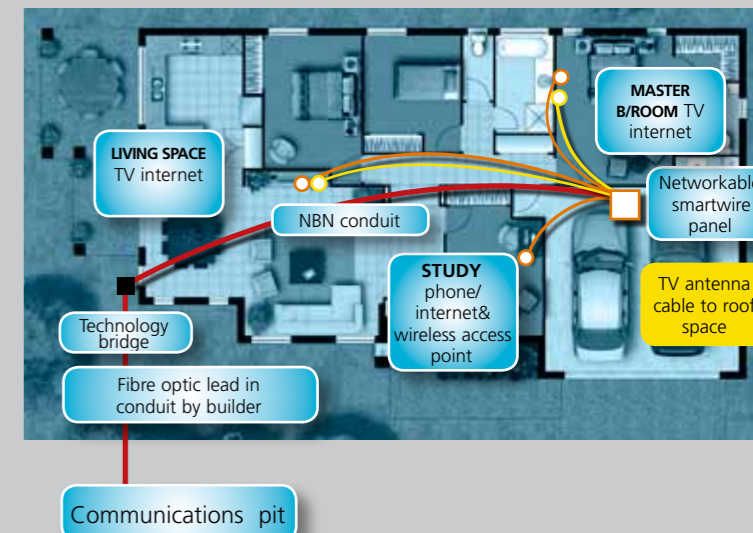 MASTER
B/ROOM TV
internet
LIVING SPACE
TV internet
Networkable
smartwire
panel
NBN conduit
STUDY
phone/
internet&
wireless access
point
TV antenna
cable to roof
space
Technology
bridge
Fibre optic lead in
conduit by builder
Communications pit